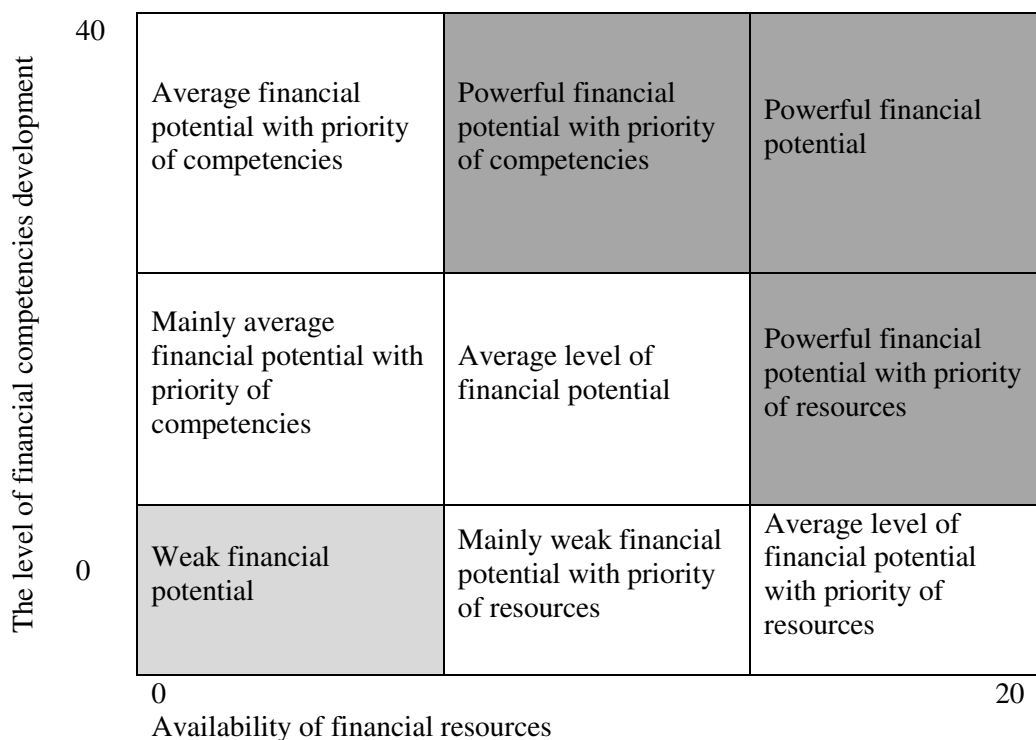 The level of financial competencies development
40
Average financial
potential with priority
of competencies
Powerful financial
potential with priority
of competencies
Powerful financial
potential
Mainly average
financial potential with
priority of
competencies
Average level of
financial potential
Powerful financial
potential with priority
of resources
0
Weak financial
potential
Mainly weak financial
potential with priority
of resources
Average level of
financial potential
with priority of
resources
0
20
Availability of financial resources